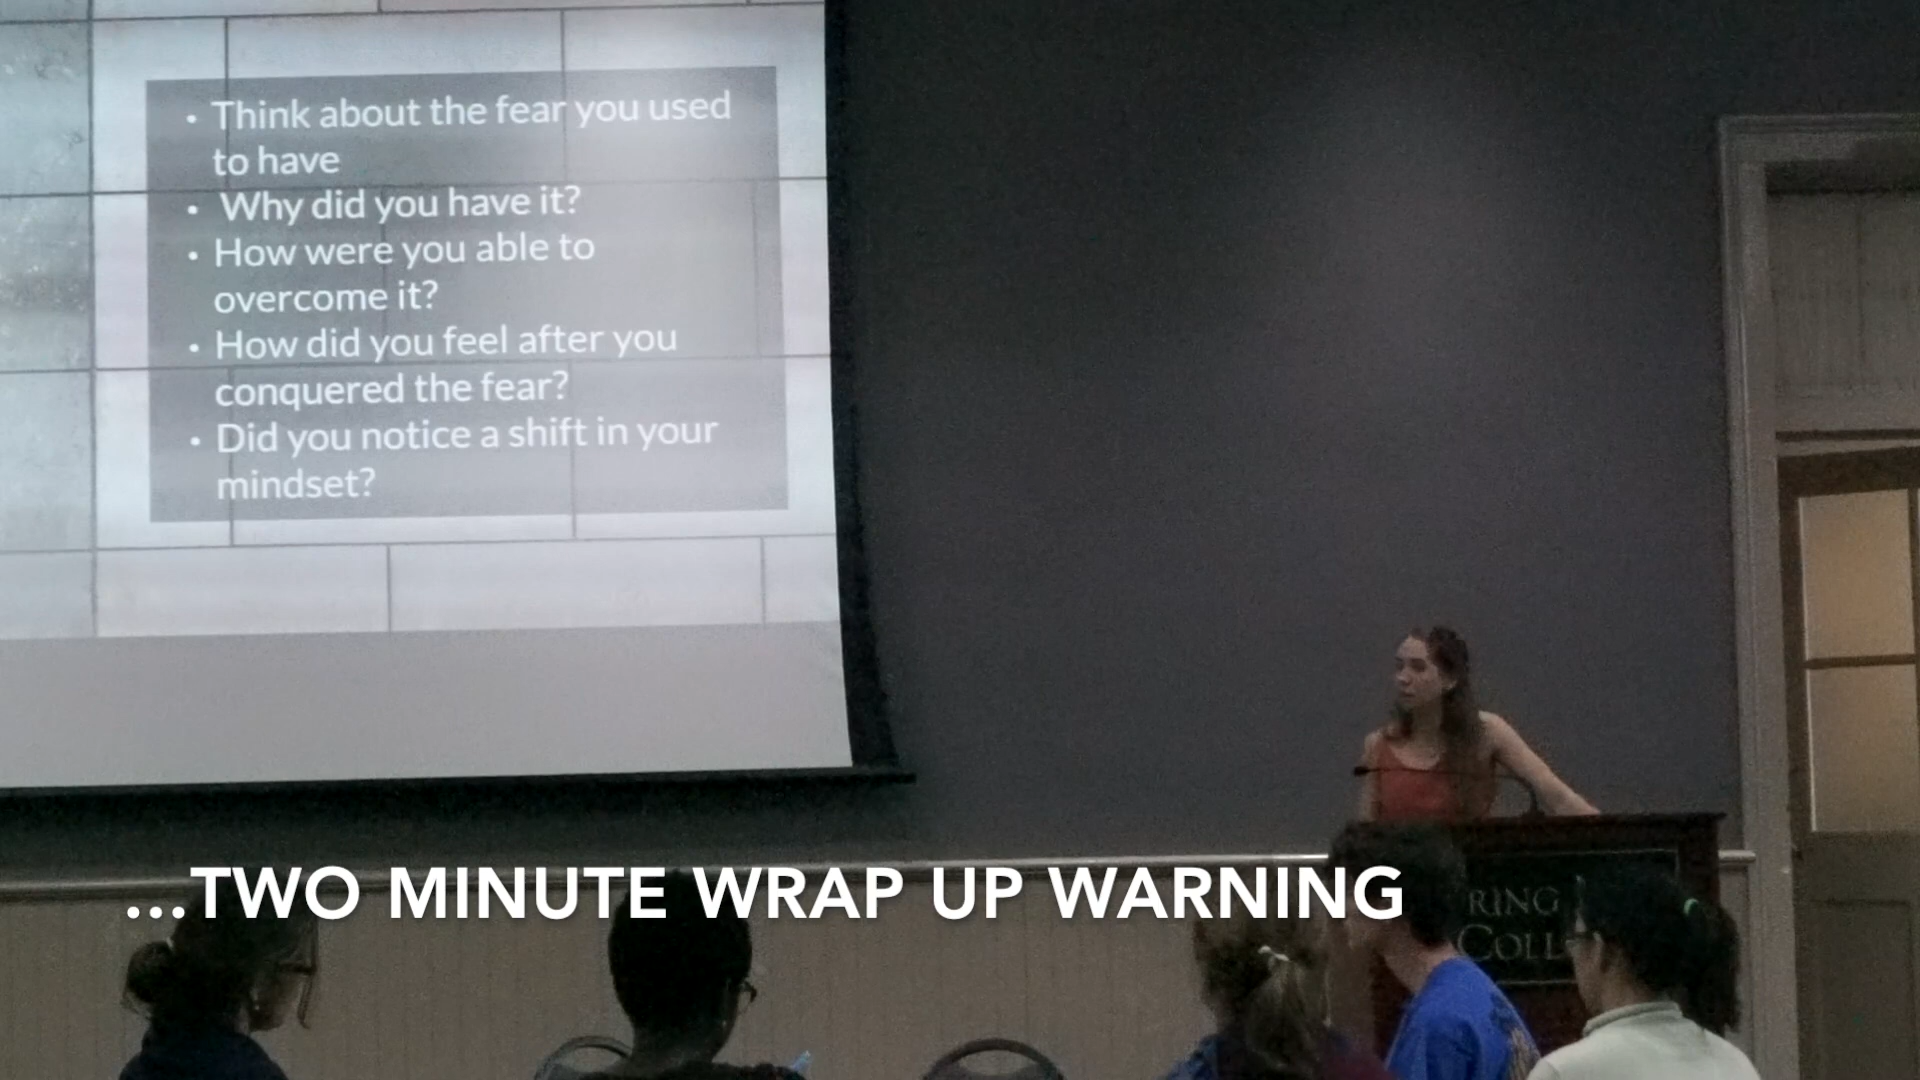 • Think about the fear you used
to have
• Why did you have it?
• How were you able to
overcome it?
• How did you feel after you
conquered the fear?
• Did you notice a shift in your
mindset?
...TWO MINUTE WRAP UP WARNING
RING
COLL